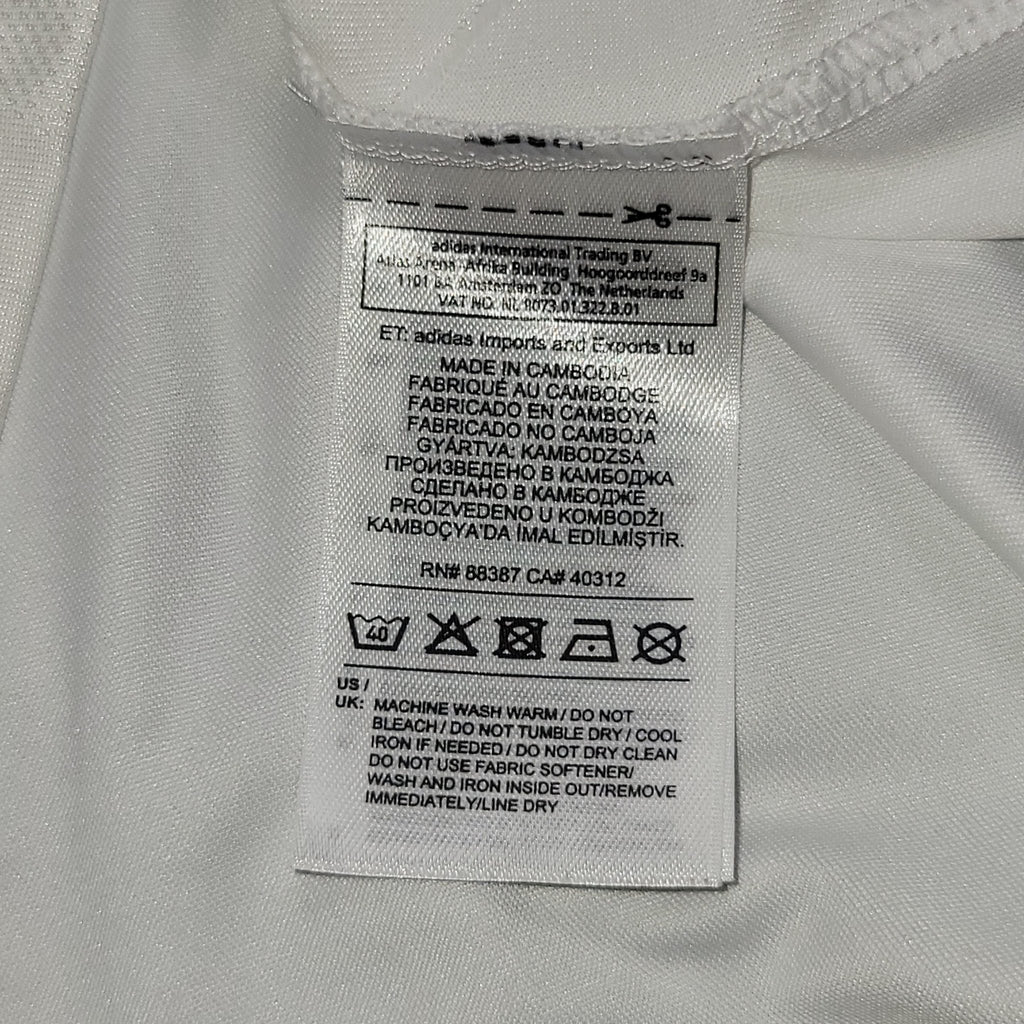 adidas International Trading BV
Atlas Arena Afrika Building Hoogoorddreef 9a
1101 BA Amsterdam ZO The Netherlands
VAT NO. NL 8073.01.322.B.01
ET: adidas Imports and Exports Ltd
MADE IN CAMBODIA
FABRIQUÉ AU CAMBODGE
FABRICADO EN CAMBOYA
FABRICADO NO CAMBOJA
GYÁRTVA: KAMBODZSA
ПРОИЗВЕДЕНО В КАМБОДЖА
СДЕЛАНО В КАМБОДЖЕ
PROIZVEDENO U KOMBODŽI
KAMBOÇYA'DA İMAL EDİLMİŞTİR.
RN# 88387 CA# 40312
40
US /
UK: MACHINE WASH WARM / DO NOT
BLEACH / DO NOT TUMBLE DRY / COOL
IRON IF NEEDED / DO NOT DRY CLEAN
DO NOT USE FABRIC SOFTENER/
WASH AND IRON INSIDE OUT/REMOVE
IMMEDIATELY/LINE DRY